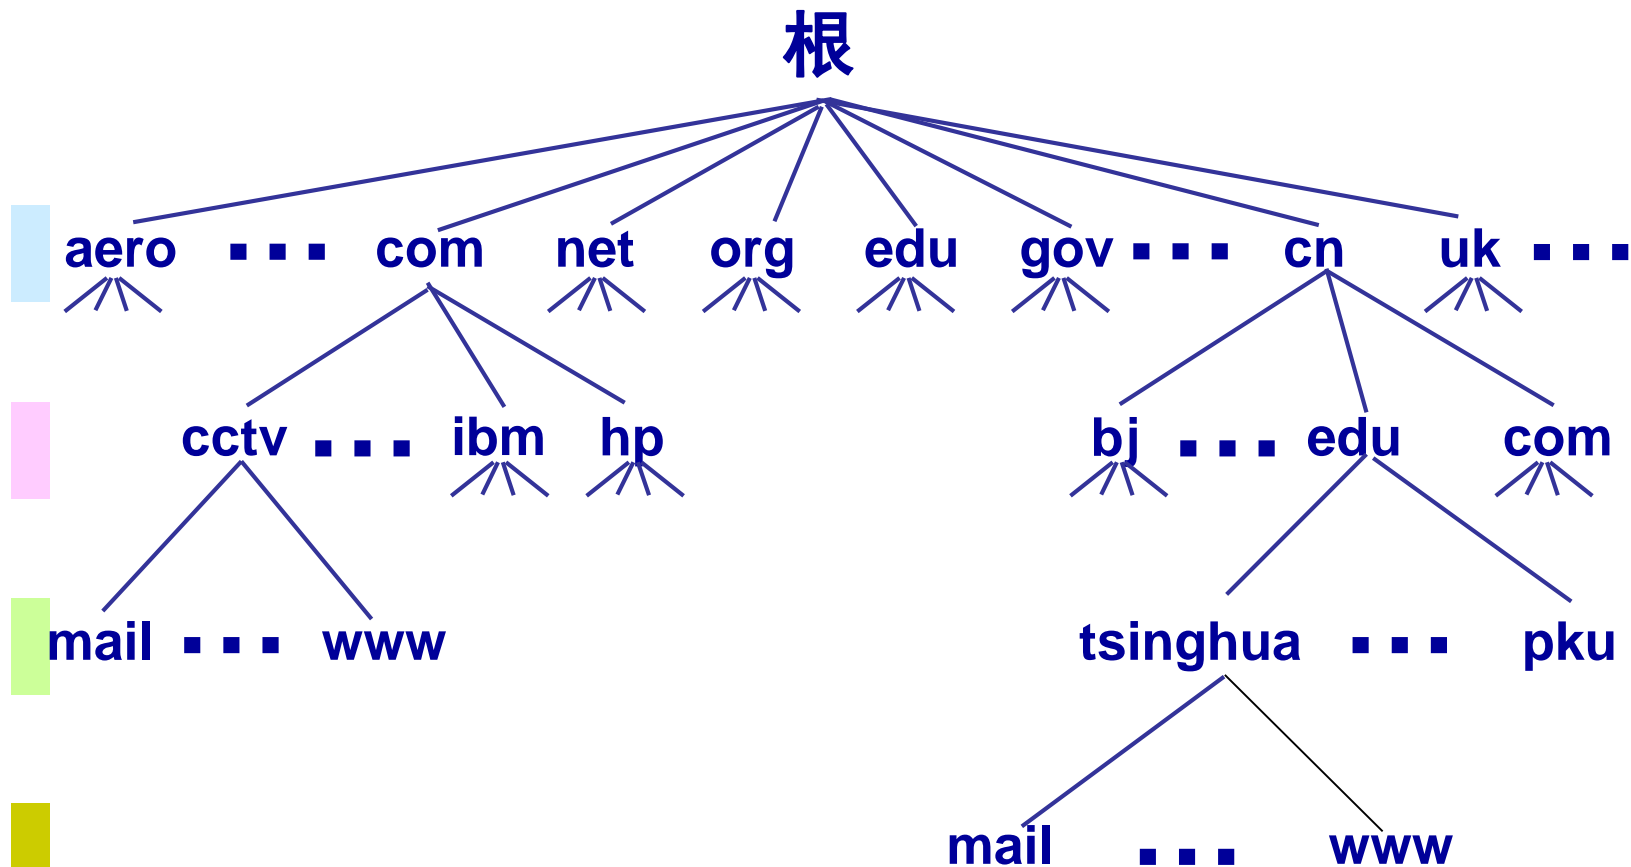 根
aero ▪ ▪ ▪ com net org edu gov ▪ ▪ ▪ cn uk ▪ ▪ ▪
cctv ▪ ▪ ▪ ibm hp bj ▪ ▪ ▪ edu com
mail ▪ ▪ ▪ www tsinghua ▪ ▪ ▪ pku
mail ▪ ▪ ▪ www